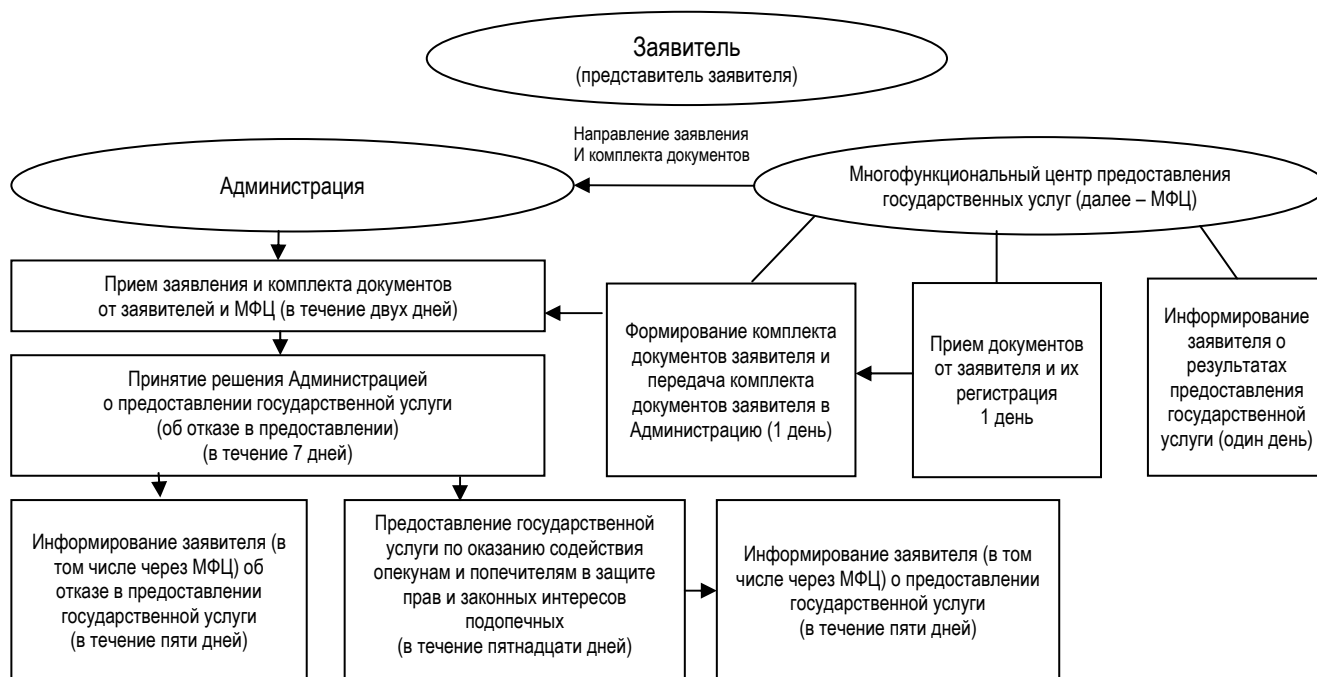 Заявитель
(представитель заявителя)
Направление заявления
И комплекта документов
Администрация
Многофункциональный центр предоставления
государственных услуг (далее – МФЦ)
Прием заявления и комплекта документов
от заявителей и МФЦ (в течение двух дней)
Формирование комплекта
документов заявителя и
передача комплекта
документов заявителя в
Администрацию (1 день)
Прием документов
от заявителя и их
регистрация
1 день
Информирование
заявителя о
результатах
предоставления
государственной
услуги (один день)
Принятие решения Администрацией
о предоставлении государственной услуги
(об отказе в предоставлении)
(в течение 7 дней)
Информирование заявителя (в
том числе через МФЦ) об
отказе в предоставлении
государственной услуги
(в течение пяти дней)
Предоставление государственной
услуги по оказанию содействия
опекунам и попечителям в защите
прав и законных интересов
подопечных
(в течение пятнадцати дней)
Информирование заявителя (в том
числе через МФЦ) о предоставлении
государственной услуги
(в течение пяти дней)